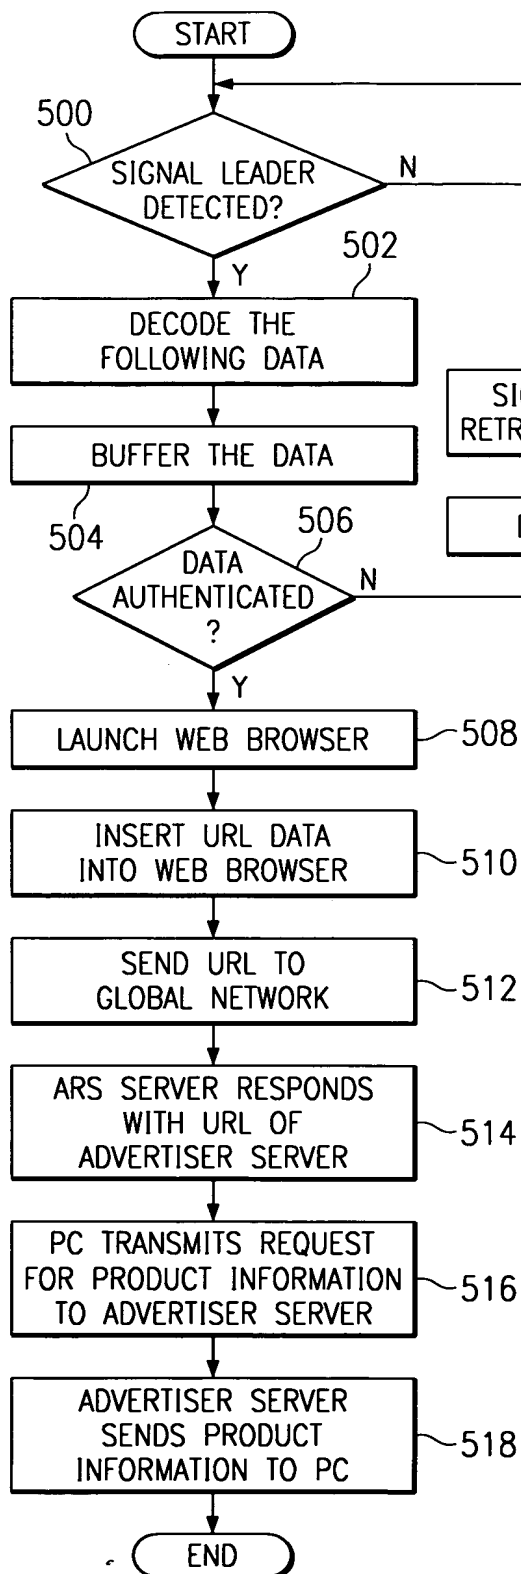 START
500
SIGNAL LEADER
DETECTED?
N
Y
502
DECODE THE
FOLLOWING DATA
BUFFER THE DATA
504
506
DATA
AUTHENTICATED
?
N
Y
LAUNCH WEB BROWSER
508
INSERT URL DATA
INTO WEB BROWSER
510
SEND URL TO
GLOBAL NETWORK
512
ARS SERVER RESPONDS
WITH URL OF
ADVERTISER SERVER
514
PC TRANSMITS REQUEST
FOR PRODUCT INFORMATION
TO ADVERTISER SERVER
516
ADVERTISER SERVER
SENDS PRODUCT
INFORMATION TO PC
518
END